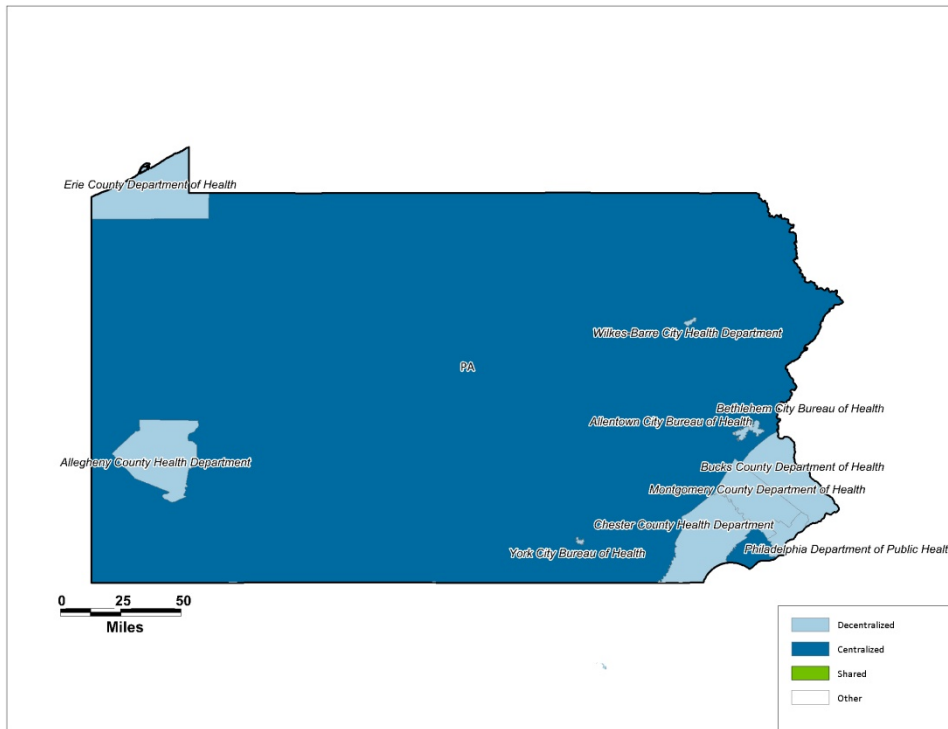 Erie County Department of Health
Wilkes-Barre City Health Department
PA
Bethlehem City Bureau of Health
Allentown City Bureau of Health
Allegheny County Health Department
Bucks County Department of Health
Montgomery County Department of Health
Chester County Health Department
York City Bureau of Health
Philadelphia Department of Public Healt
0 25 50
Miles
Decentralized
Centralized
Shared
Other